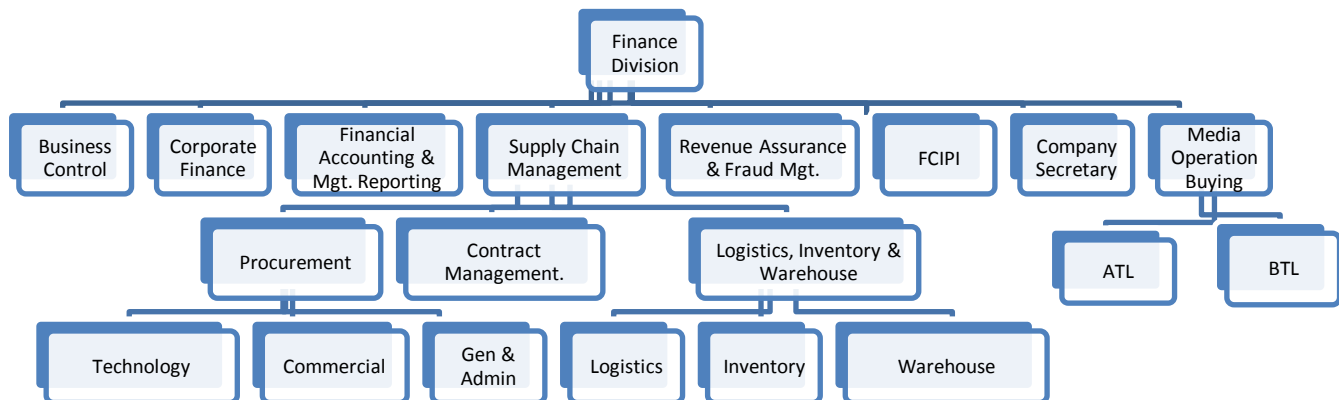 Finance
Division
Business
Control
Corporate
Finance
Financial
Accounting &
Mgt. Reporting
Supply Chain
Management
Revenue Assurance
& Fraud Mgt.
FCIPI
Company
Secretary
Media
Operation
Buying
Procurement
Contract
Management.
Logistics, Inventory &
Warehouse
ATL
BTL
Technology
Commercial
Gen &
Admin
Logistics
Inventory
Warehouse